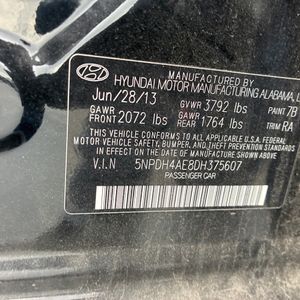 HYUNDAI MOTOR MANUFACTURING ALABAMA, L
Jun/28/13 GVWR 3792 lbs PAINT 7B
GAWR FRONT 2072 lbs GAWR REAR 1764 lbs TRIM RA
THIS VEHICLE CONFORMS TO ALL APPLICABLE U.S.A. FEDERAL
MOTOR VEHICLE SAFETY, BUMPER, AND THEFT
PREVENTION STANDARDS IN EFFECT ON THE DATE OF
MANUFACTURE SHOWN ABOVE.
V.I.N 5NPDH4AE8DH375607
PASSENGER CAR